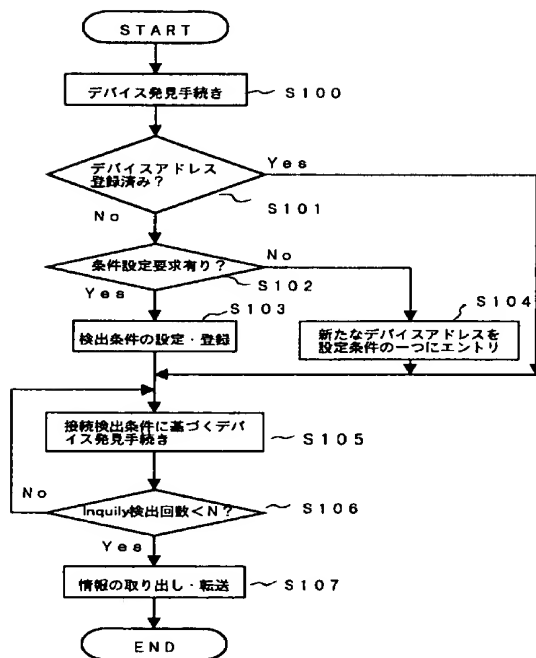 START
デバイス発見手続き
S100
デバイスアドレス
登録済み?
Yes
S101
No
条件設定要求有り?
No
S102
Yes
S103
S104
検出条件の設定・登録
新たなデバイスアドレスを
設定条件の一つにエントリ
接続検出条件に基づくデバ
イス発見手続き
S105
No
Inquily検出回数<N?
S106
Yes
情報の取り出し・転送
S107
END